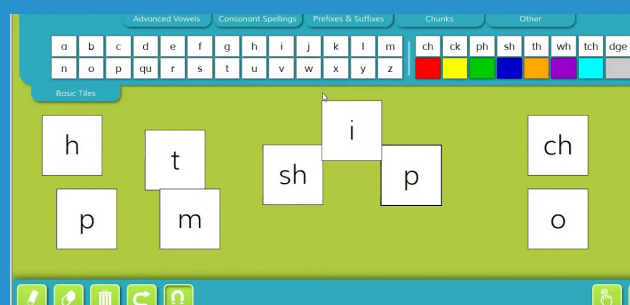 Advanced Vowels Consonant Spellings Prefixes & Suffixes Chunks Other
a b c d e f g h i j k l m ch ck ph sh th wh tch dge
n o p qu r s t u v w x y z
Basic Tiles
h t sh i p ch
p m o